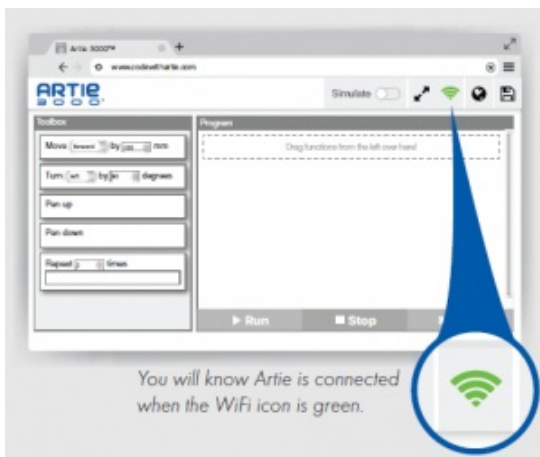 Artie 3000™
www.codewithartie.com
ARTIE
3000
Simulate
Toolbox
Program
Move forward by mm
Drag functions from the left over here!
Turn left by degrees
Pen up
Pen down
Repeat times
Run
Stop
You will know Artie is connected
when the WiFi icon is green.